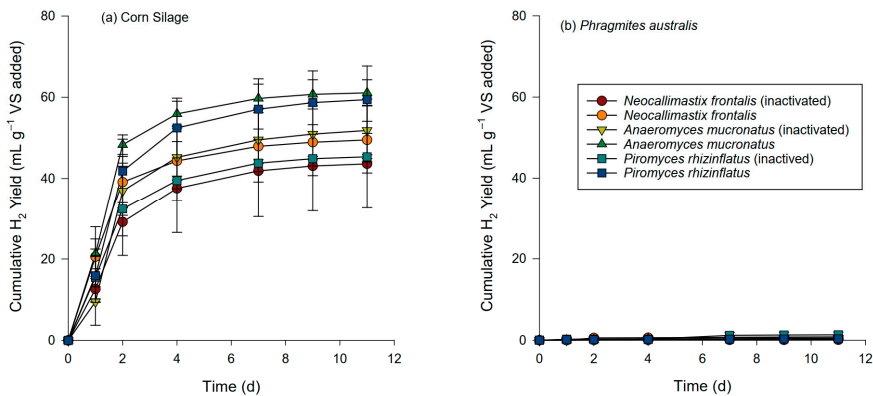 (a) Corn Silage
Cumulative H2 Yield (mL g−1 VS added)
80
60
40
20
0
0 2 4 6 8 10 12
Time (d)
(b) Phragmites australis
Cumulative H2 Yield (mL g−1 VS added)
80
60
40
20
0
Neocallimastix frontalis (inactivated)
Neocallimastix frontalis
Anaeromyces mucronatus (inactivated)
Anaeromyces mucronatus
Piromyces rhizinflatus (inactived)
Piromyces rhizinflatus
0 2 4 6 8 10 12
Time (d)